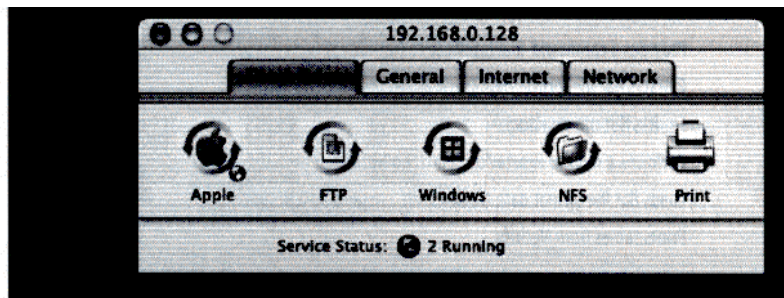 192.168.0.128
General Internet Network
Apple FTP Windows NFS Print
Service Status: 2 Running